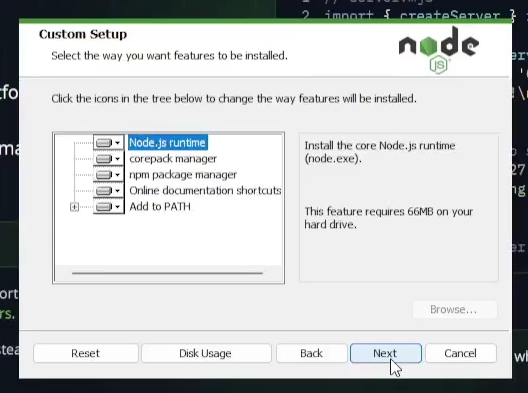 2 import { createServer }
Custom Setup
Select the way you want features to be installed.
node
JS
Click the icons in the tree below to change the way features will be installed.
Node.js runtime
corepack manager
npm package manager
Online documentation shortcuts
Add to PATH
Install the core Node.js runtime
(node.exe).
This feature requires 66MB on your
hard drive.
Browse...
Reset
Disk Usage
Back
Next
Cancel